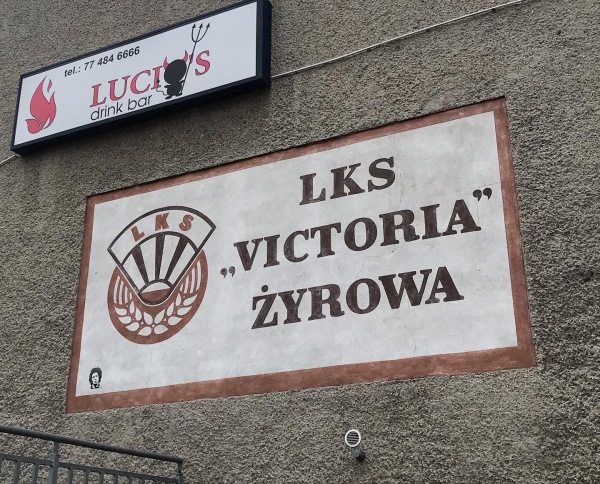 tel.: 77 484 6666
LUCI'S
drink bar
LKS
LKS
„VICTORIA”
ŻYROWA